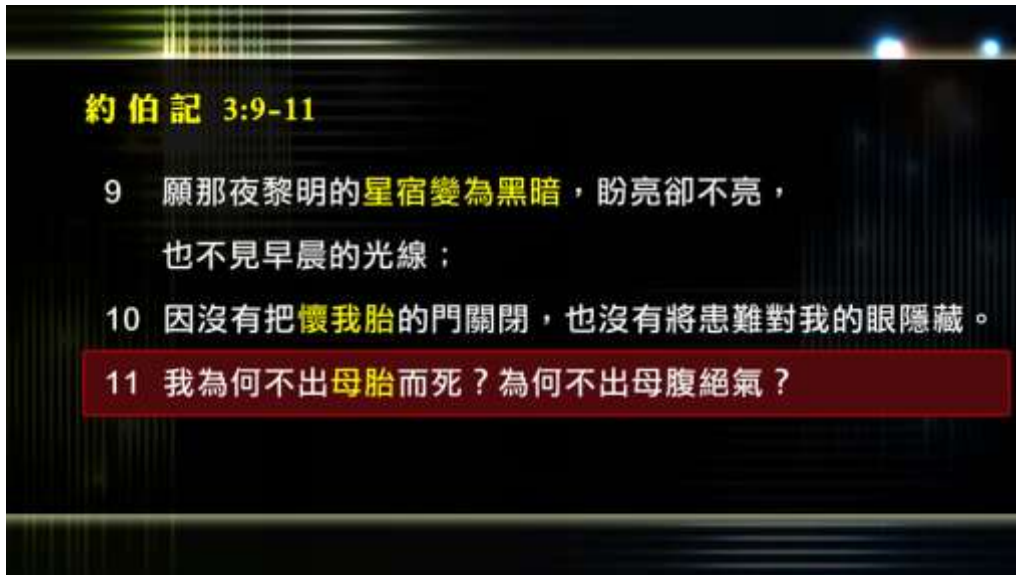 約伯記 3:9-11
9 願那夜黎明的星宿變為黑暗，盼亮卻不亮，
也不見早晨的光線；
10 因沒有把懷我胎的門關閉，也沒有將患難對我的眼隱藏。
11 我為何不出母胎而死？為何不出母腹絕氣？